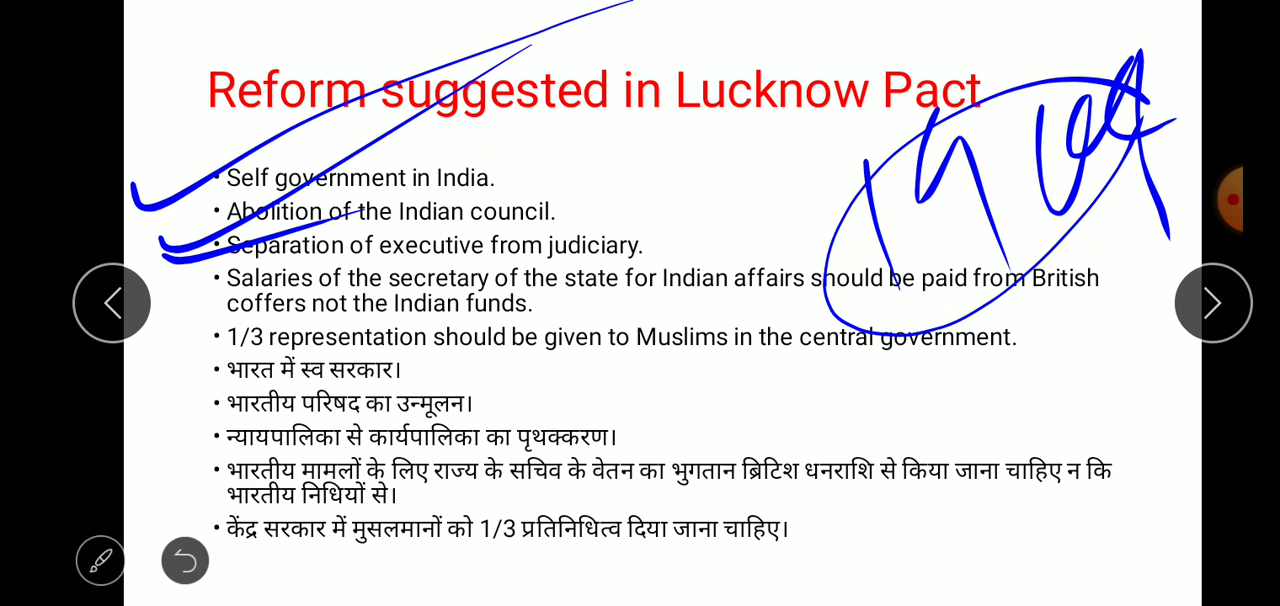 Reform suggested in Lucknow Pact
• Self government in India.
• Abolition of the Indian council.
• Separation of executive from judiciary.
• Salaries of the secretary of the state for Indian affairs should be paid from British
coffers not the Indian funds.
• 1/3 representation should be given to Muslims in the central government.
• भारत में स्व सरकार।
• भारतीय परिषद का उन्मूलन।
• न्यायपालिका से कार्यपालिका का पृथक्करण।
• भारतीय मामलों के लिए राज्य के सचिव के वेतन का भुगतान ब्रिटिश धनराशि से किया जाना चाहिए न कि
भारतीय निधियों से।
• केंद्र सरकार में मुसलमानों को 1/3 प्रतिनिधित्व दिया जाना चाहिए।